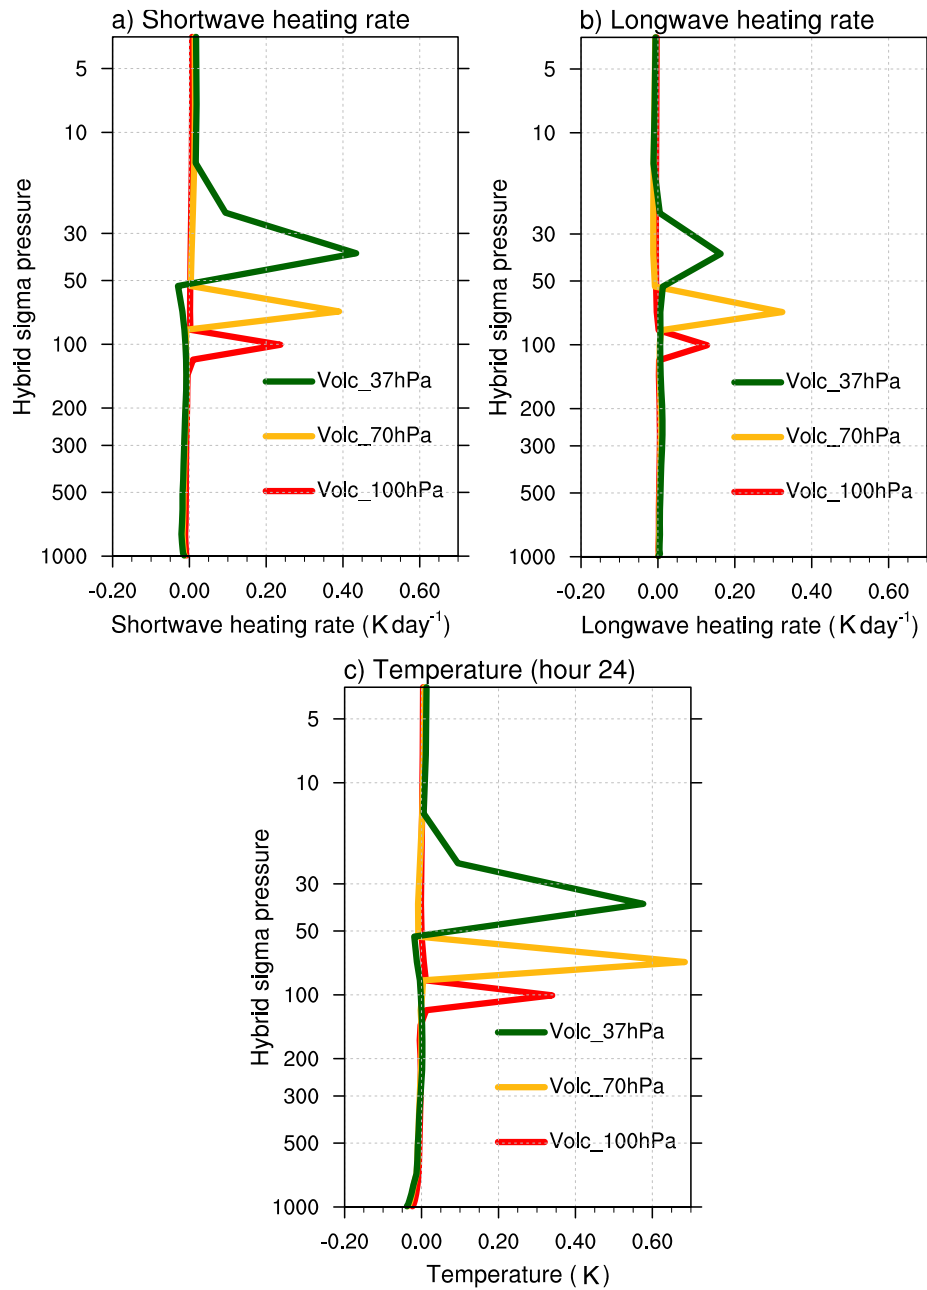 a) Shortwave heating rate
Hybrid sigma pressure
5
10
30
50
100
200
300
500
1000
Volc_37hPa
Volc_70hPa
Volc_100hPa
-0.20 0.00 0.20 0.40 0.60
Shortwave heating rate (K day⁻¹)
b) Longwave heating rate
Hybrid sigma pressure
5
10
30
50
100
200
300
500
1000
Volc_37hPa
Volc_70hPa
Volc_100hPa
-0.20 0.00 0.20 0.40 0.60
Longwave heating rate (K day⁻¹)
c) Temperature (hour 24)
Hybrid sigma pressure
5
10
30
50
100
200
300
500
1000
Volc_37hPa
Volc_70hPa
Volc_100hPa
-0.20 0.00 0.20 0.40 0.60
Temperature (K)